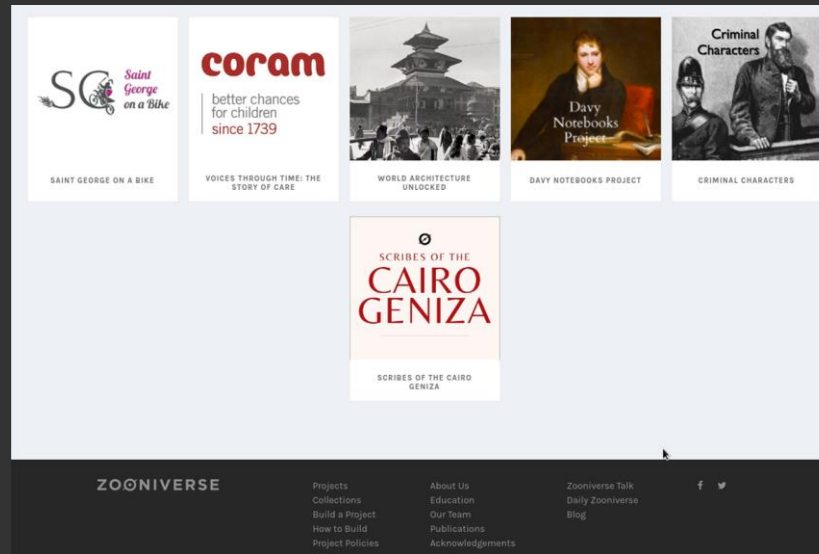 SC Saint
George
on a Bike
coram
better chances
for children
since 1739
Davy
Notebooks
Project
Criminal
Characters
SAINT GEORGE ON A BIKE
VOICES THROUGH TIME: THE
STORY OF CARE
WORLD ARCHITECTURE
UNLOCKED
DAVY NOTEBOOKS PROJECT
CRIMINAL CHARACTERS
SCRIBES OF THE
CAIRO
GENIZA
SCRIBES OF THE CAIRO
GENIZA
ZOONIVERSE
Projects
Collections
Build a Project
How to Build
Project Policies
About Us
Education
Our Team
Publications
Acknowledgements
Zooniverse Talk
Daily Zooniverse
Blog